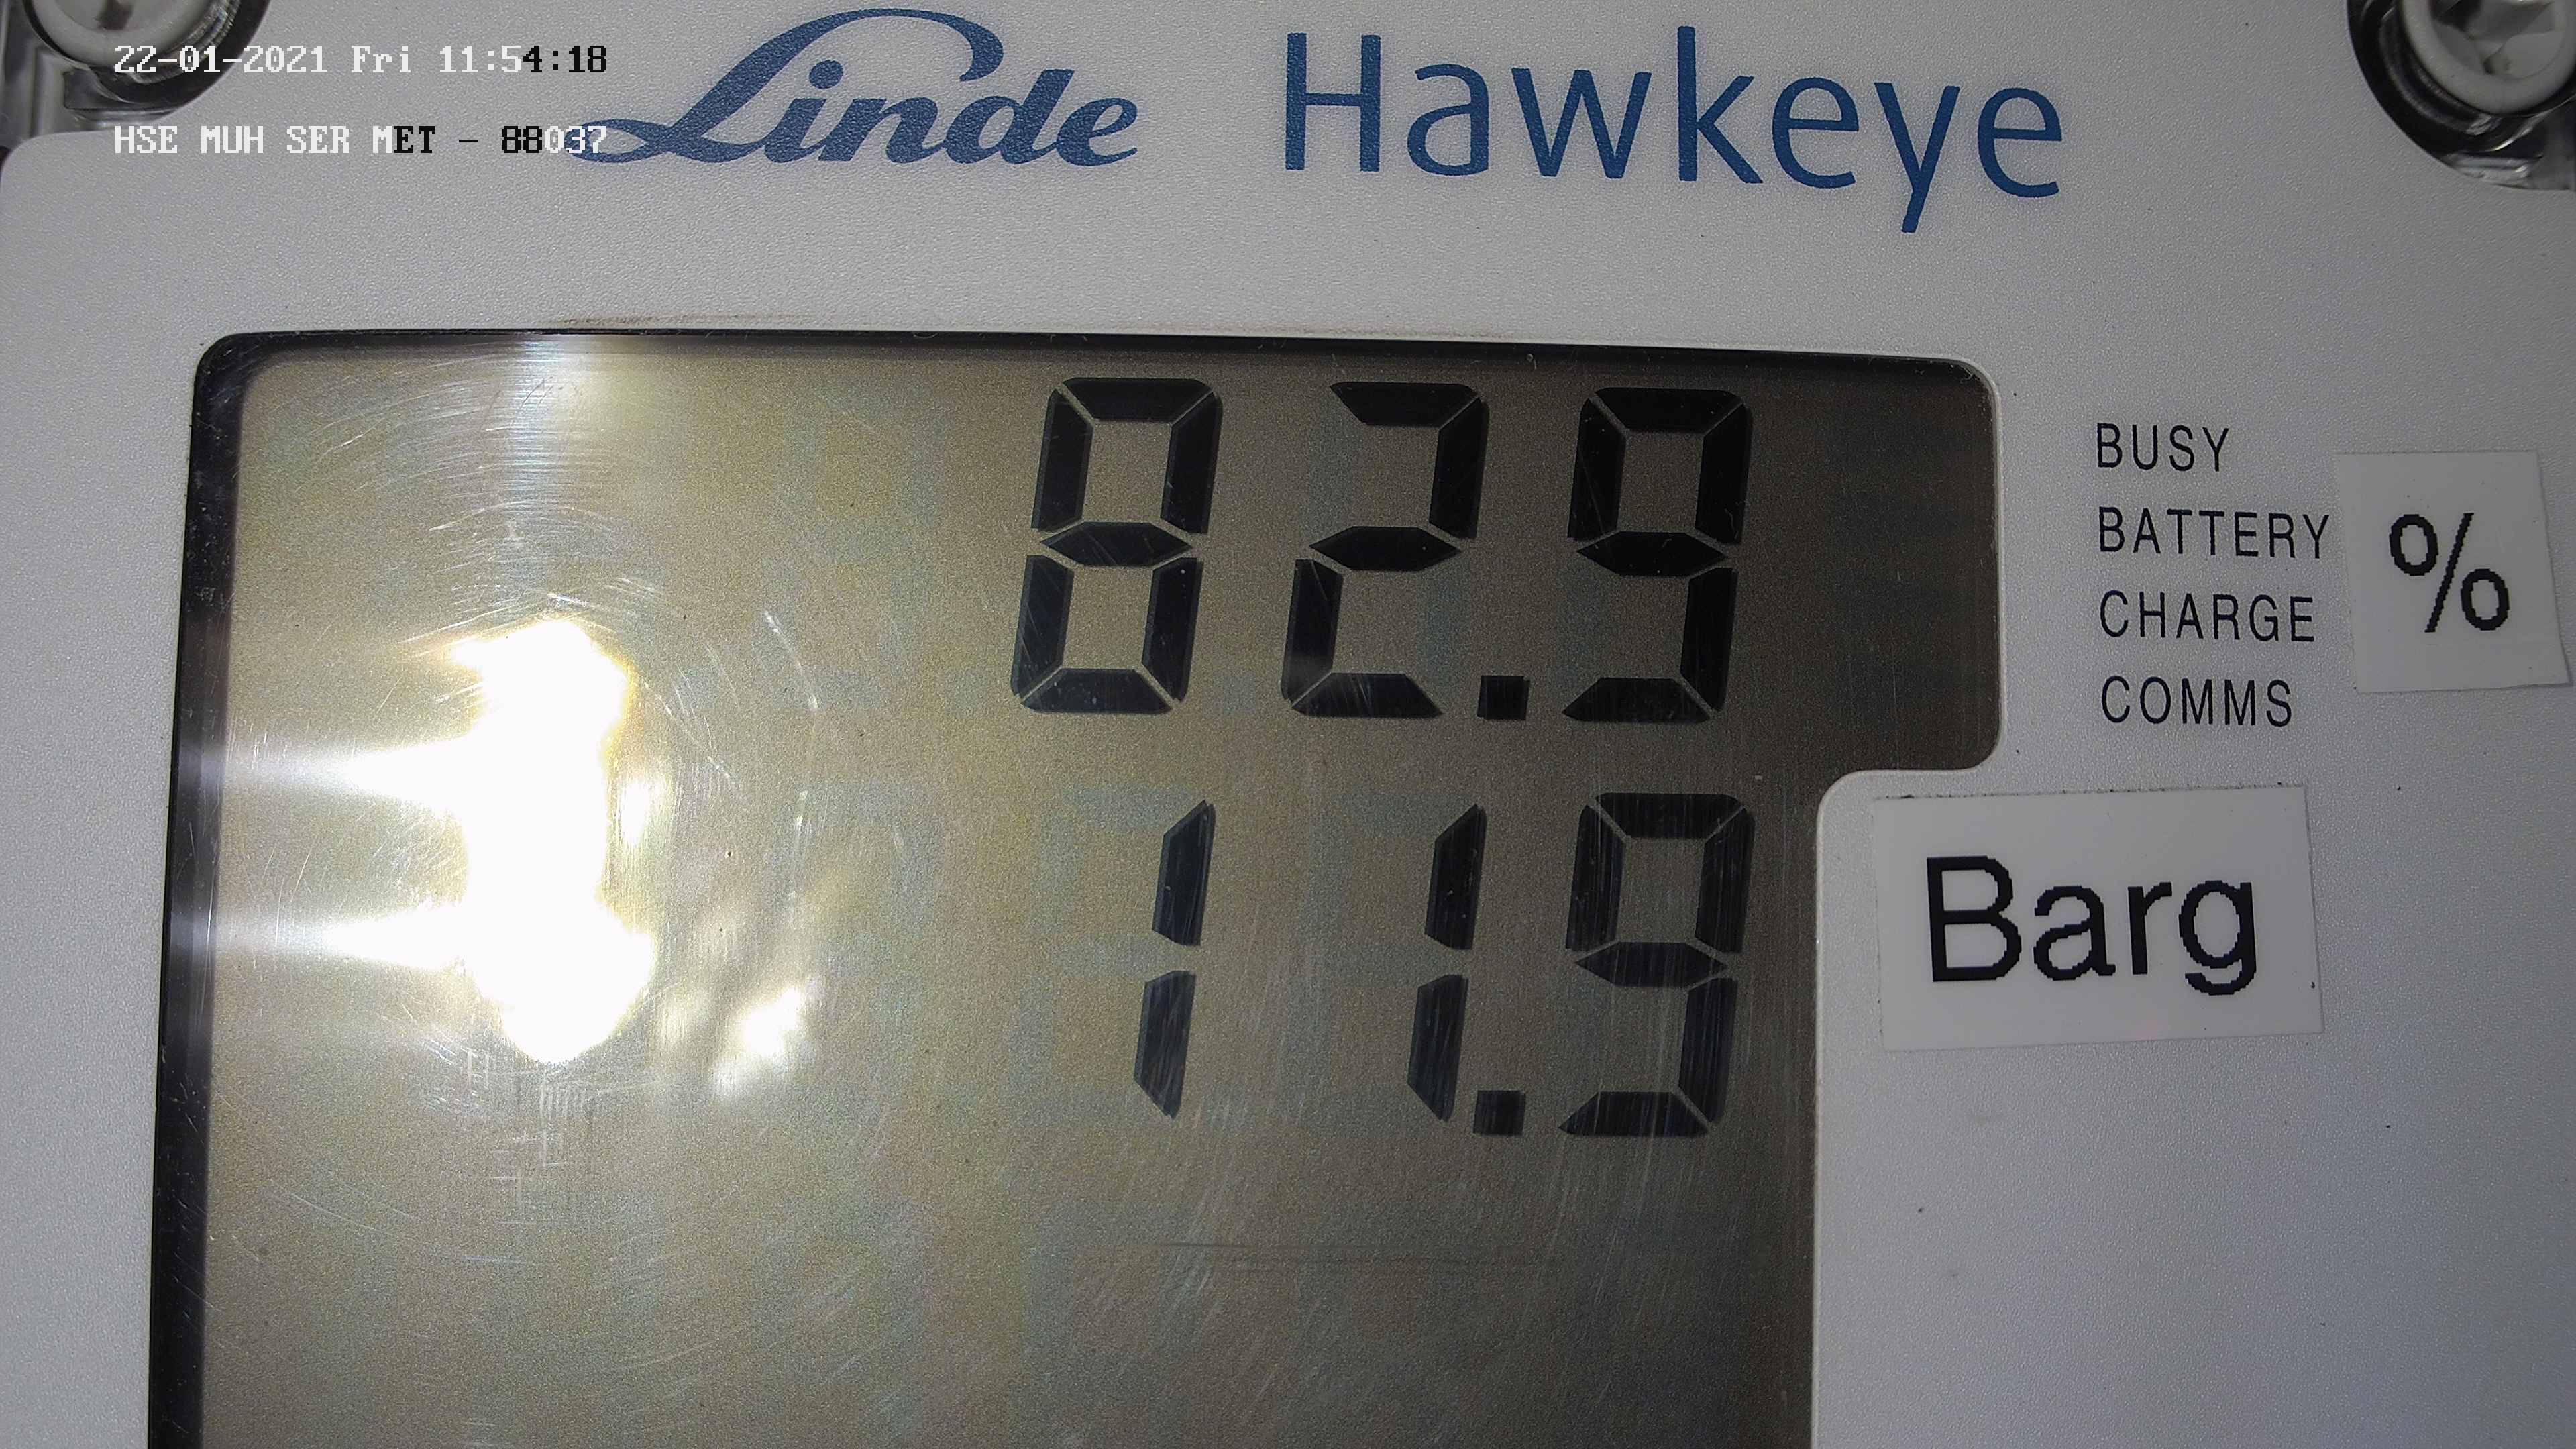 22-01-2021 Fri 11:54:18
HSE MUH SER MET - 88037
Linde Hawkeye
82.9
BUSY
BATTERY
CHARGE
COMMS
%
11.9
Barg